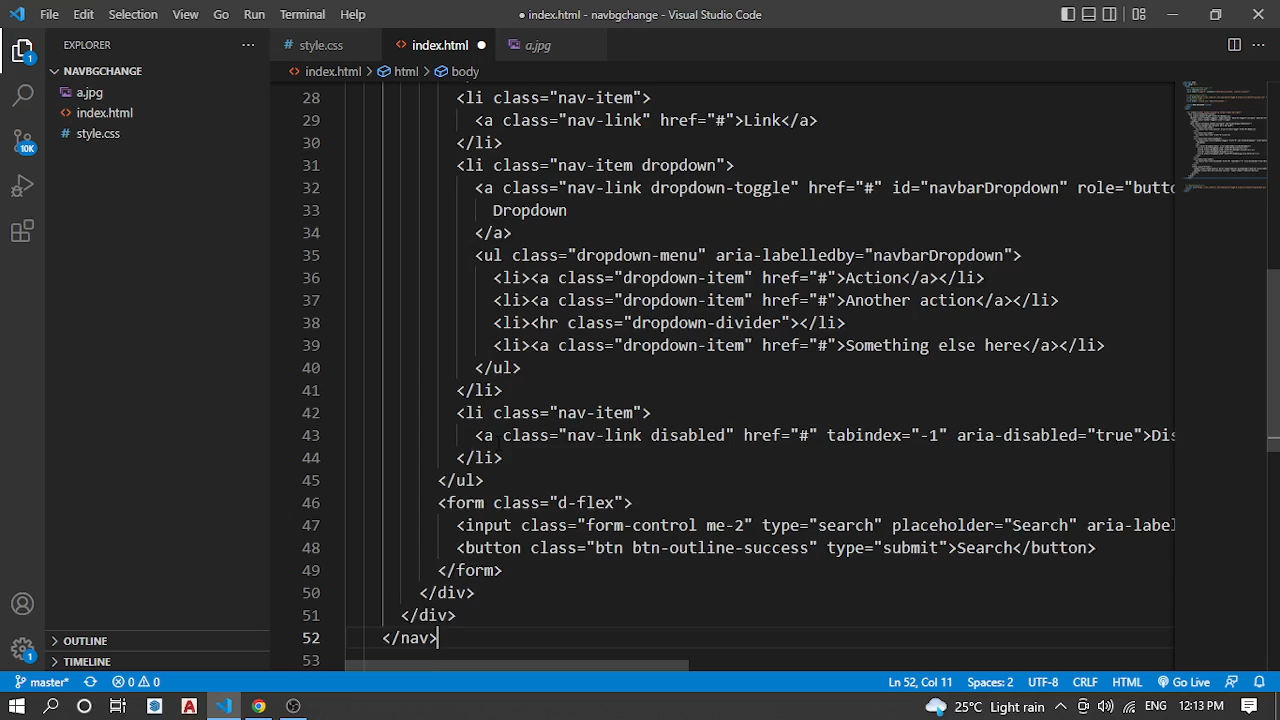 File Edit Selection View Go Run Terminal Help
● index.html - navbgchange - Visual Studio Code
EXPLORER ···
# style.css
<> index.html ●
a.jpg
···
<> index.html > html > body
1
10K
1
NAVBGCHANGE
a.jpg
<> index.html
# style.css
OUTLINE
TIMELINE
28 <li class="nav-item">
29 <a class="nav-link" href="#">Link</a>
30 </li>
31 <li class="nav-item dropdown">
32 <a class="nav-link dropdown-toggle" href="#" id="navbarDropdown" role="butt
33 Dropdown
34 </a>
35 <ul class="dropdown-menu" aria-labelledby="navbarDropdown">
36 <li><a class="dropdown-item" href="#">Action</a></li>
37 <li><a class="dropdown-item" href="#">Another action</a></li>
38 <li><hr class="dropdown-divider"></li>
39 <li><a class="dropdown-item" href="#">Something else here</a></li>
40 </ul>
41 </li>
42 <li class="nav-item">
43 <a class="nav-link disabled" href="#" tabindex="-1" aria-disabled="true">Dis
44 </li>
45 </ul>
46 <form class="d-flex">
47 <input class="form-control me-2" type="search" placeholder="Search" aria-label
48 <button class="btn btn-outline-success" type="submit">Search</button>
49 </form>
50 </div>
51 </div>
52 </nav>
53
master* 0 0 Ln 52, Col 11 Spaces: 2 UTF-8 CRLF HTML Go Live
25°C Light rain ENG 12:13 PM